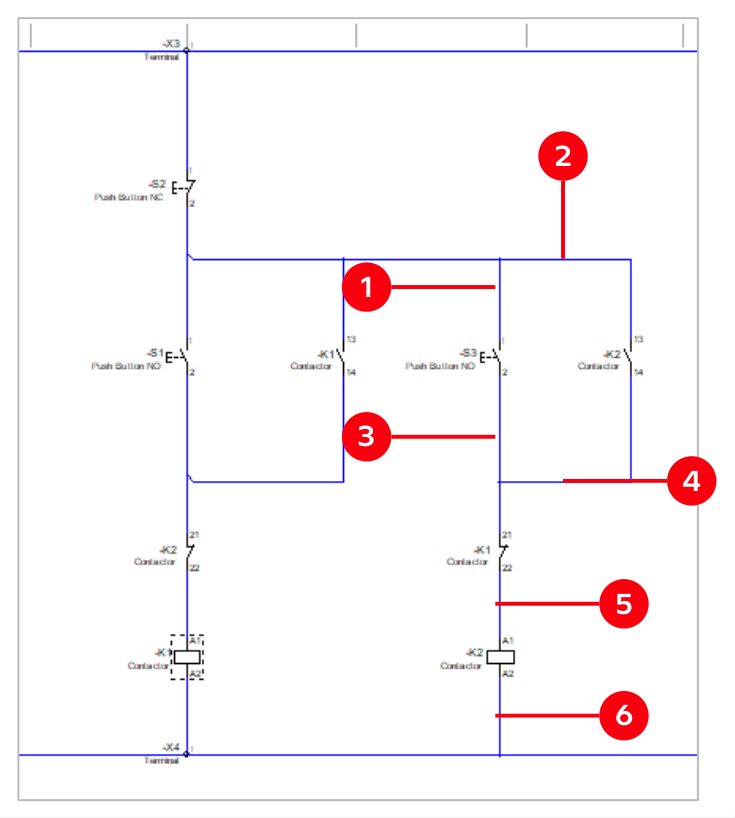 -X3 1
Terminal
2
1
-S2
Push Button NC
2
1
1 13 1 13
-S1 -K1 -S3 -K2
Push Button NO Contactor Push Button NO Contactor
2 14 2 14
3
4
21 21
-K2 -K1
Contactor Contactor
22 22
5
A1 A1
-K1 -K2
Contactor Contactor
A2 A2
6
-X4 1
Terminal